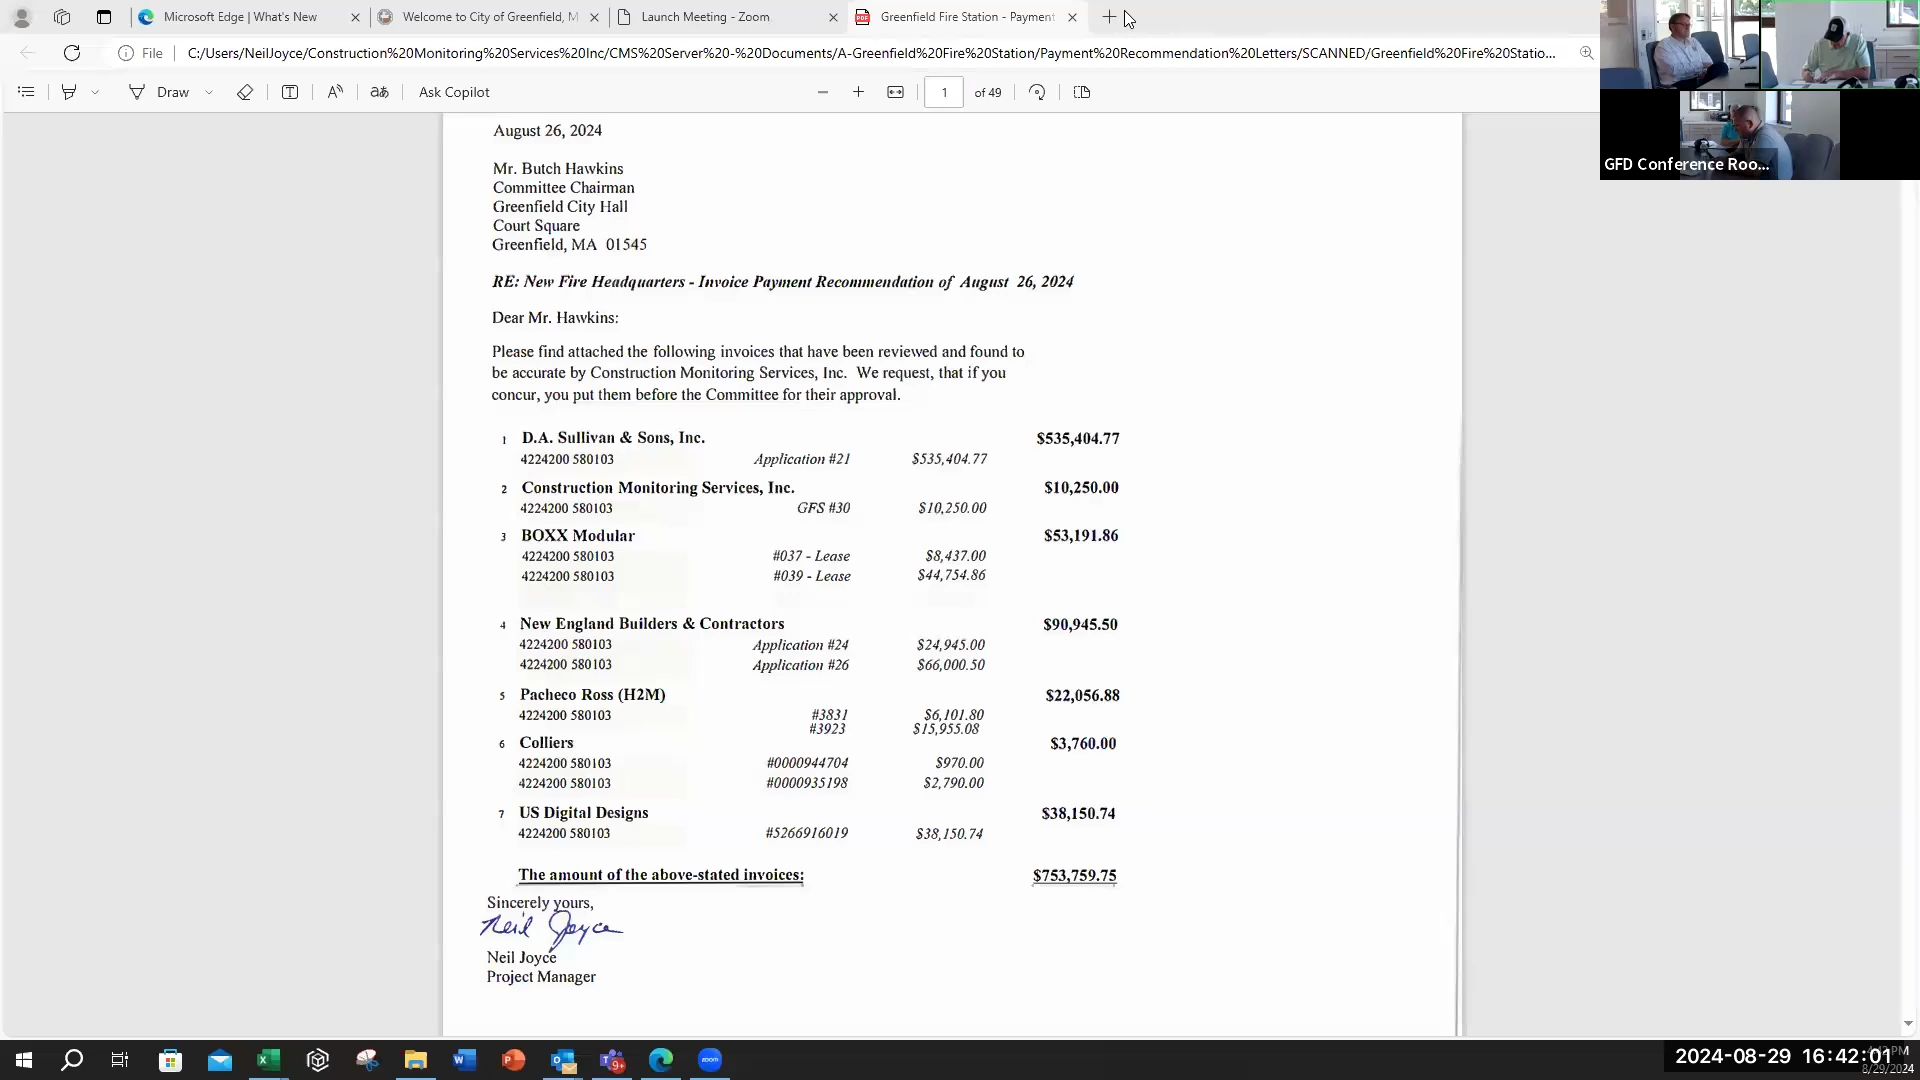 Microsoft Edge | What's New
Welcome to City of Greenfield, M
Launch Meeting - Zoom
Greenfield Fire Station - Payment
File
C:/Users/NeilJoyce/Construction%20Monitoring%20Services%20Inc/CMS%20Server%20-%20Documents/A-Greenfield%20Fire%20Station/Payment%20Recommendation%20Letters/SCANNED/Greenfield%20Fire%20Statio...
Draw
Ask Copilot
1 of 49
GFD Conference Roo...
August 26, 2024
Mr. Butch Hawkins
Committee Chairman
Greenfield City Hall
Court Square
Greenfield, MA 01545
RE: New Fire Headquarters - Invoice Payment Recommendation of August 26, 2024
Dear Mr. Hawkins:
Please find attached the following invoices that have been reviewed and found to
be accurate by Construction Monitoring Services, Inc. We request, that if you
concur, you put them before the Committee for their approval.
1 D.A. Sullivan & Sons, Inc. $535,404.77
4224200 580103 Application #21 $535,404.77
2 Construction Monitoring Services, Inc. $10,250.00
4224200 580103 GFS #30 $10,250.00
3 BOXX Modular $53,191.86
4224200 580103 #037 - Lease $8,437.00
4224200 580103 #039 - Lease $44,754.86
4 New England Builders & Contractors $90,945.50
4224200 580103 Application #24 $24,945.00
4224200 580103 Application #26 $66,000.50
5 Pacheco Ross (H2M) $22,056.88
4224200 580103 #3831 $6,101.80
#3923 $15,955.08
6 Colliers $3,760.00
4224200 580103 #0000944704 $970.00
4224200 580103 #0000935198 $2,790.00
7 US Digital Designs $38,150.74
4224200 580103 #5266916019 $38,150.74
The amount of the above-stated invoices: $753,759.75
Sincerely yours,
Neil Joyce
Neil Joyce
Project Manager
2024-08-29 16:42:01
8/29/2024